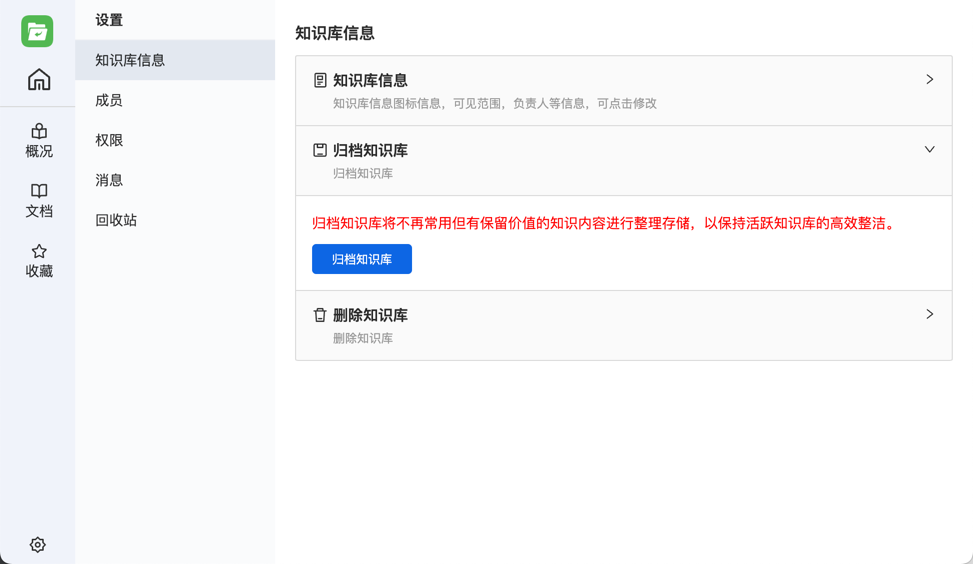 设置
知识库信息
成员
权限
消息
回收站
概况
文档
收藏
知识库信息
知识库信息
知识库信息图标信息，可见范围，负责人等信息，可点击修改
归档知识库
归档知识库
归档知识库将不再常用但有保留价值的知识内容进行整理存储，以保持活跃知识库的高效整洁。
归档知识库
删除知识库
删除知识库